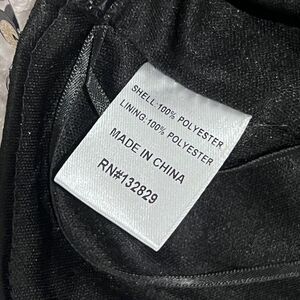 SHELL:100% POLYESTER
LINING:100% POLYESTER
MADE IN CHINA
RN#132829